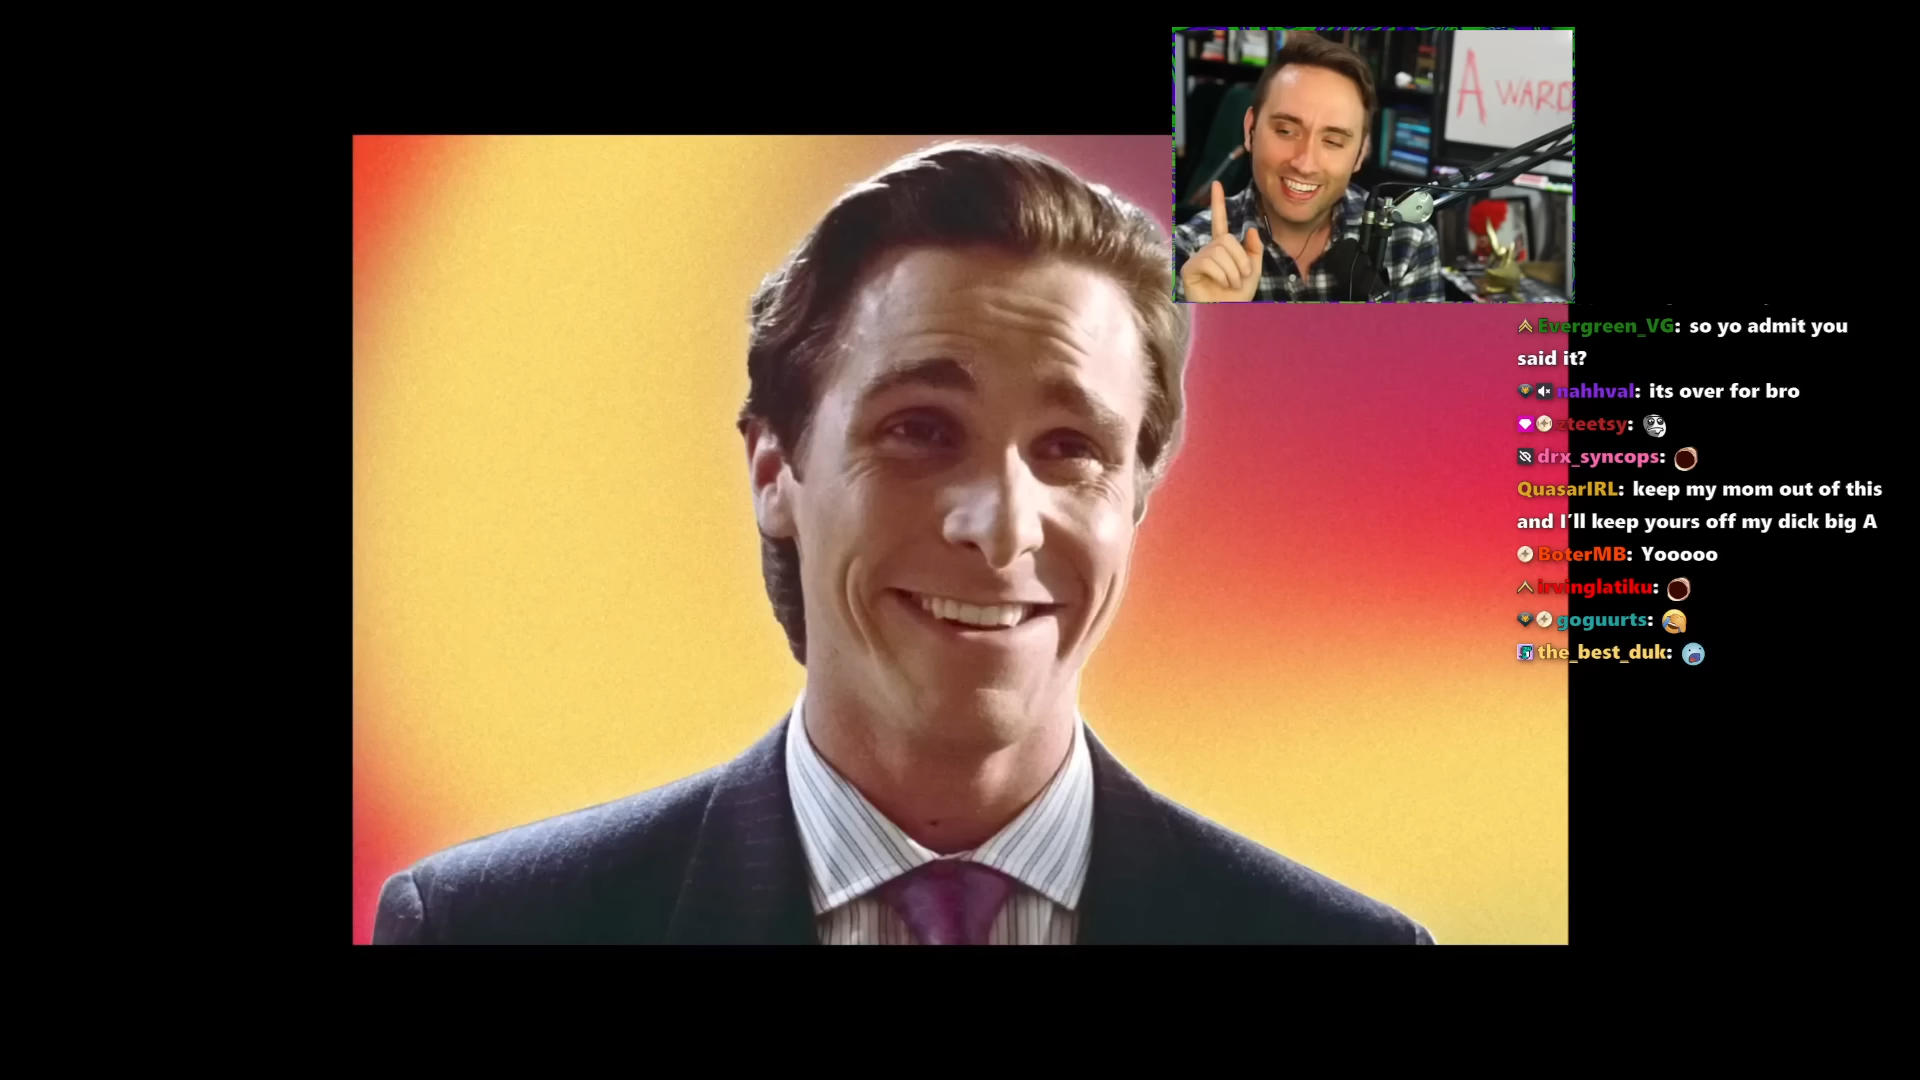 AWARD
Evergreen_VG: so yo admit you
said it?
nahhval: its over for bro
zteetsy:
drx_syncops:
QuasarIRL: keep my mom out of this
and I'll keep yours off my dick big A
BoterMB: Yooooo
irvinglatiku:
goguurts:
the_best_duk: